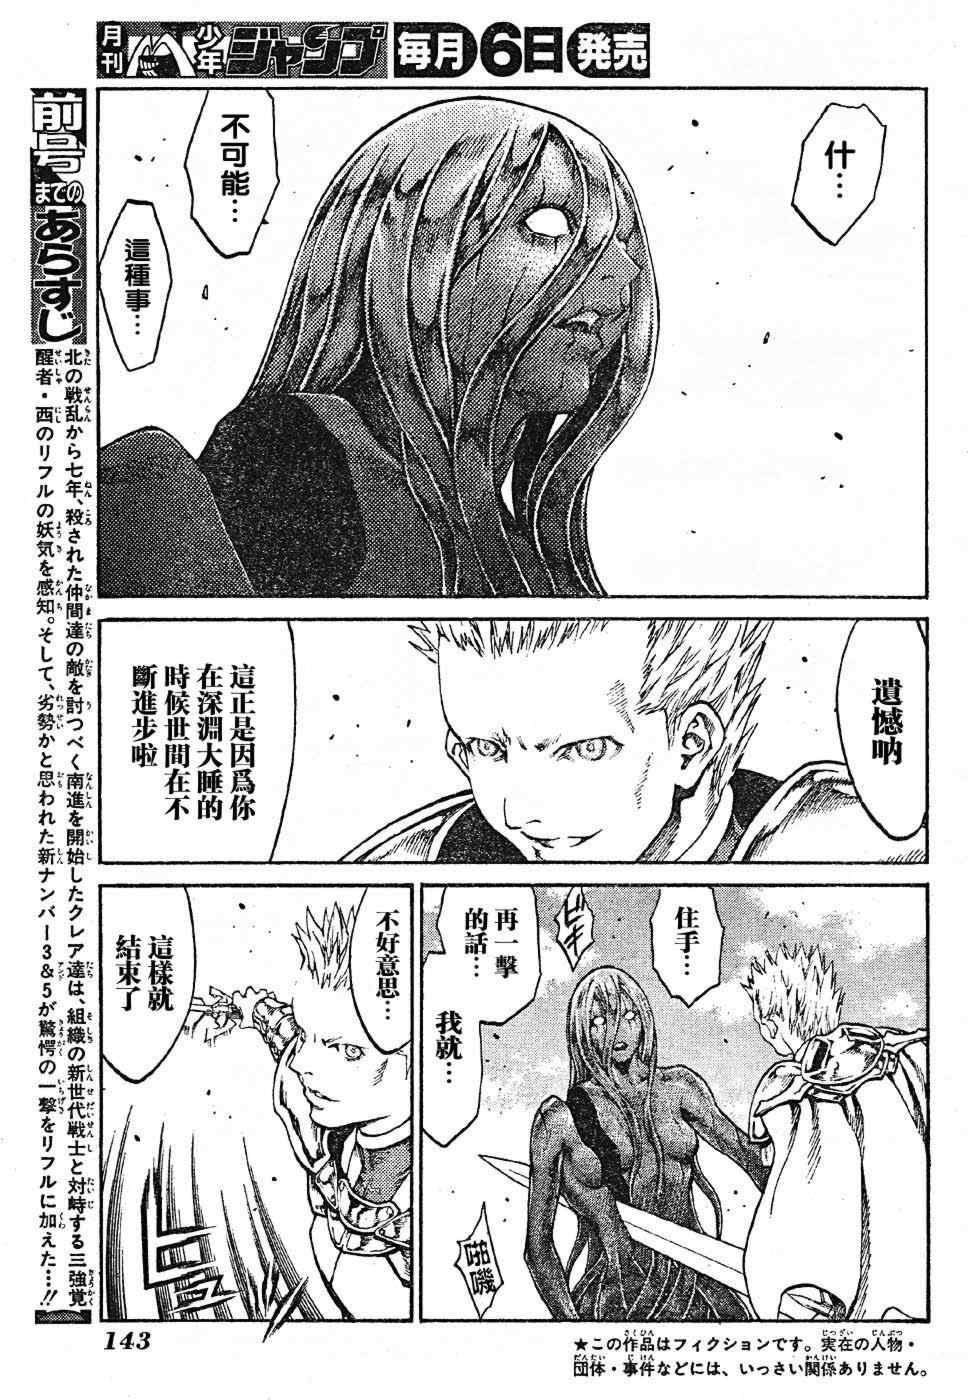 月刊少年ジャンプ 毎月6日発売
前号までのあらすじ
北の戦乱から七年、殺された仲間達の敵を討つべく南進を開始したクレア達は、組織の新世代戦士と対峙する三強覚
醒者・西のリフルの妖気を感知。そして、劣勢かと思われた新ナンバー3&5が驚愕の一撃をリフルに加えた…!!
什…
不可能…
這種事…
遺憾吶
這正是因爲你
在深淵大睡的
時候世間在不
斷進步啦
住手…
再一擊
的話…
我就…
ビキ
啪嘰
不好意思…
這樣就
結束了
143
★この作品はフィクションです。実在の人物・
団体・事件などには、いっさい関係ありません。